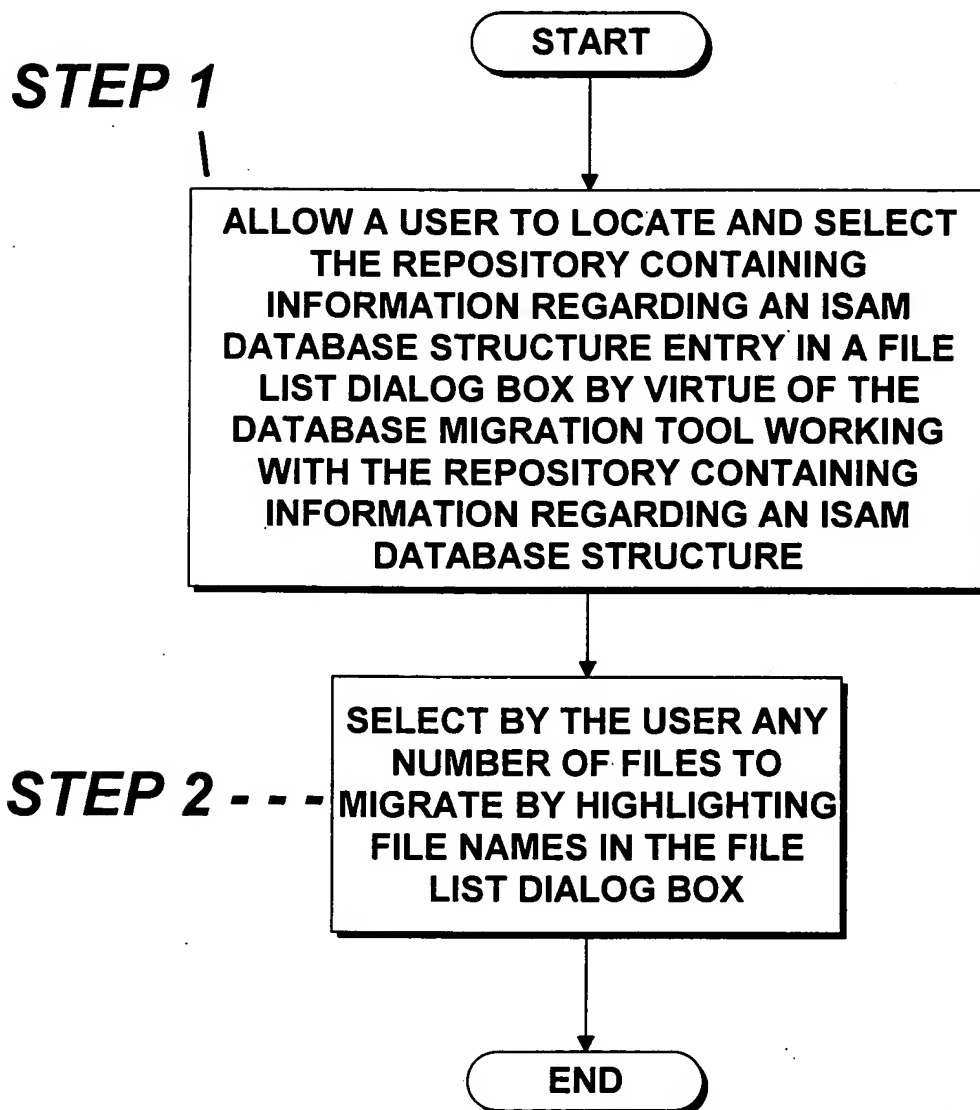 START
STEP 1
ALLOW A USER TO LOCATE AND SELECT
THE REPOSITORY CONTAINING
INFORMATION REGARDING AN ISAM
DATABASE STRUCTURE ENTRY IN A FILE
LIST DIALOG BOX BY VIRTUE OF THE
DATABASE MIGRATION TOOL WORKING
WITH THE REPOSITORY CONTAINING
INFORMATION REGARDING AN ISAM
DATABASE STRUCTURE
STEP 2
SELECT BY THE USER ANY
NUMBER OF FILES TO
MIGRATE BY HIGHLIGHTING
FILE NAMES IN THE FILE
LIST DIALOG BOX
END